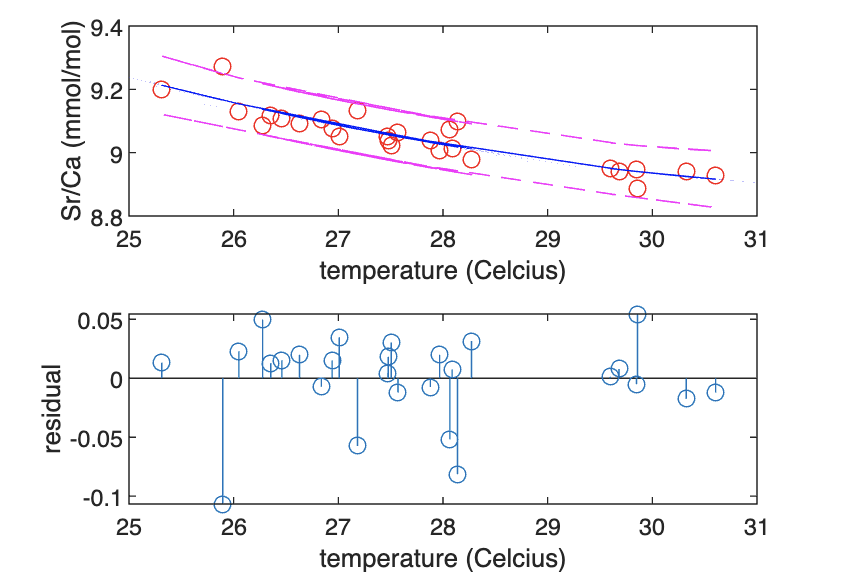 9.4
9.2
9
8.8
Sr/Ca (mmol/mol)
25 26 27 28 29 30 31
temperature (Celcius)
0.05
0
-0.05
-0.1
residual
25 26 27 28 29 30 31
temperature (Celcius)